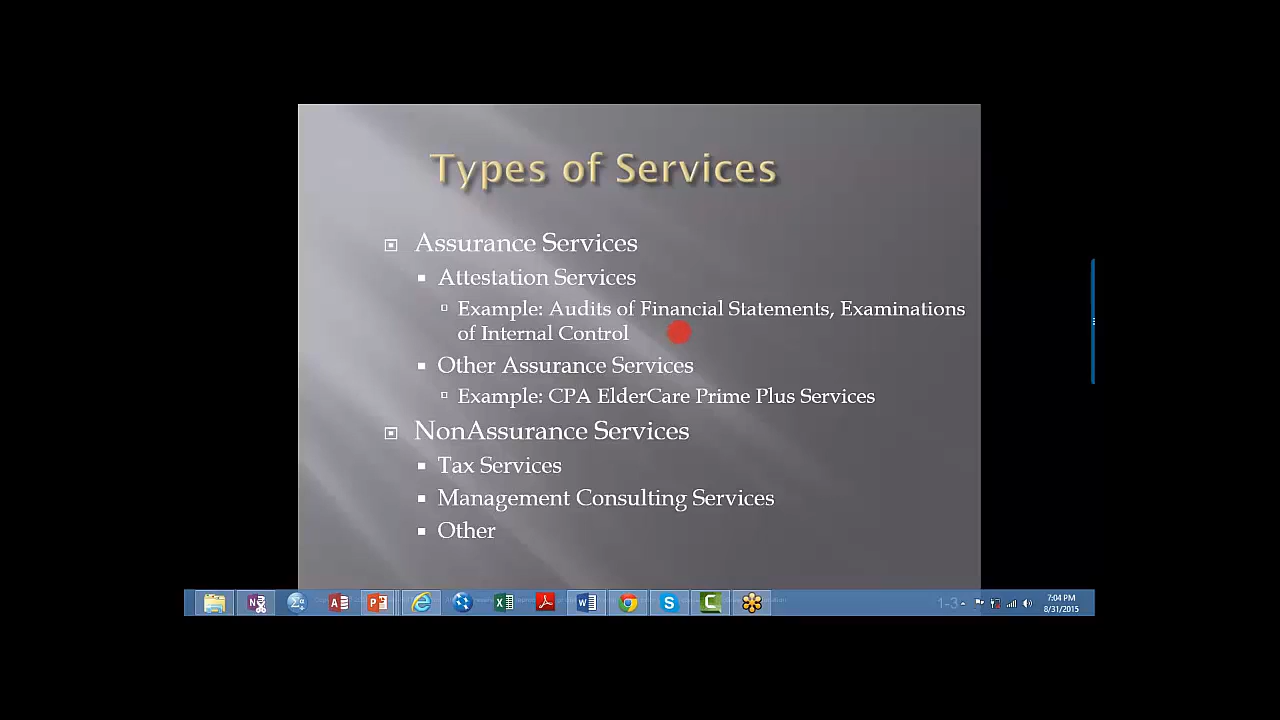 Types of Services
Assurance Services
Attestation Services
Example: Audits of Financial Statements, Examinations
of Internal Control
Other Assurance Services
Example: CPA ElderCare Prime Plus Services
NonAssurance Services
Tax Services
Management Consulting Services
Other
1-3
7:04 PM
8/31/2015